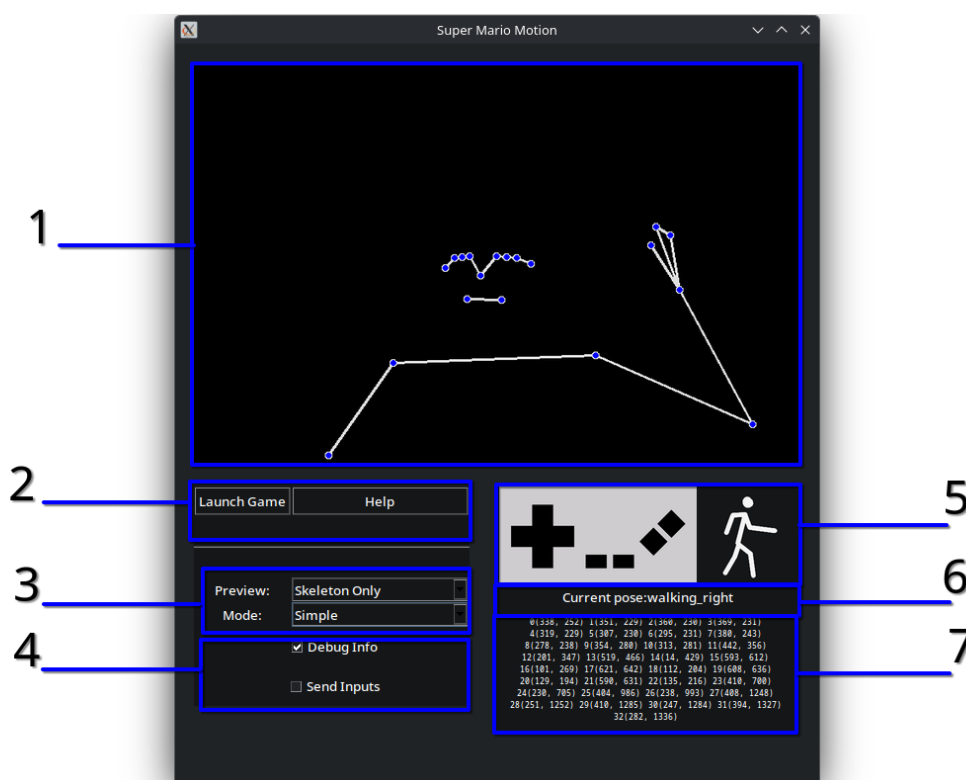 Super Mario Motion
1
2
Launch Game Help
3
Preview: Skeleton Only
Mode: Simple
4
Debug Info
Send Inputs
5
6
Current pose:walking_right
7
0(338, 252) 1(351, 229) 2(360, 230) 3(369, 231)
4(319, 229) 5(307, 230) 6(295, 231) 7(380, 243)
8(278, 238) 9(354, 280) 10(313, 281) 11(442, 356)
12(201, 347) 13(519, 466) 14(14, 429) 15(593, 612)
16(101, 269) 17(621, 642) 18(112, 204) 19(608, 636)
20(129, 194) 21(590, 631) 22(135, 216) 23(410, 700)
24(230, 705) 25(404, 986) 26(238, 993) 27(408, 1248)
28(251, 1252) 29(410, 1285) 30(247, 1284) 31(394, 1327)
32(282, 1336)